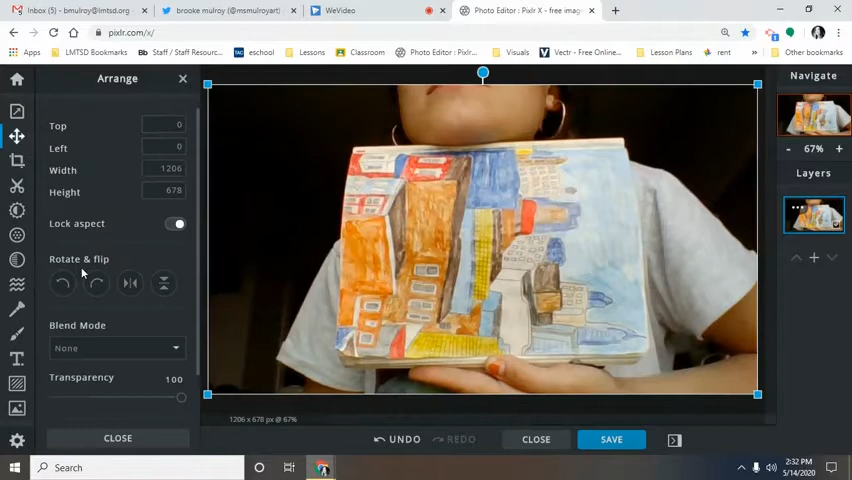 Inbox (5) - bmulroy@lmtsd.org -
brooke mulroy (@msmulroyart) |
WeVideo
Photo Editor : Pixlr X - free imag
pixlr.com/x/
Apps
LMTSD Bookmarks
Bb
Staff / Staff Resourc...
eschool
Lessons
Classroom
Photo Editor : Pixlr...
Visuals
Vectr - Free Online...
Lesson Plans
rent
»
Other bookmarks
Arrange
Top 0
Left 0
Width 1206
Height 678
Lock aspect
Rotate & flip
Blend Mode
None
Transparency 100
CLOSE
1206 x 678 px @ 67%
UNDO
REDO
CLOSE
SAVE
Navigate
- 67% +
Layers
Search
2:32 PM
5/14/2020